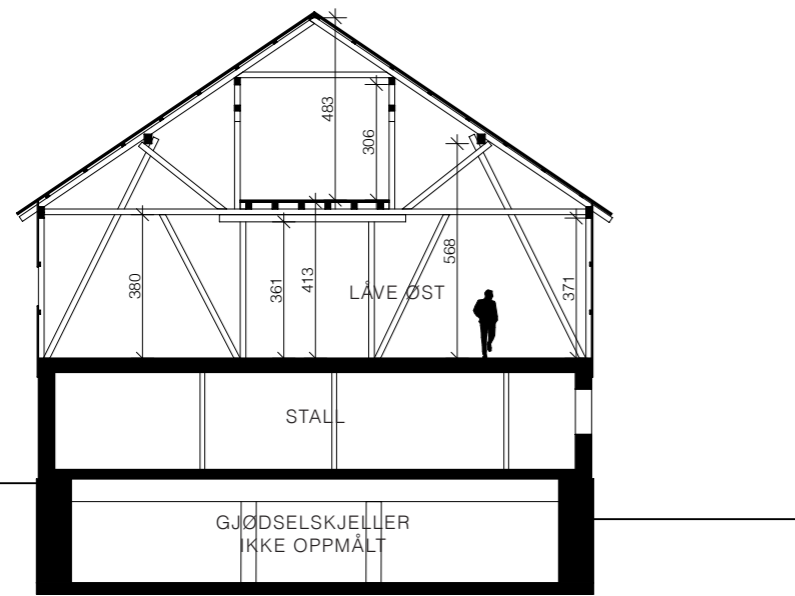 483
306
380
361
413
568
371
LÅVE ØST
STALL
GJØDSELSKJELLER
IKKE OPPMÅLT